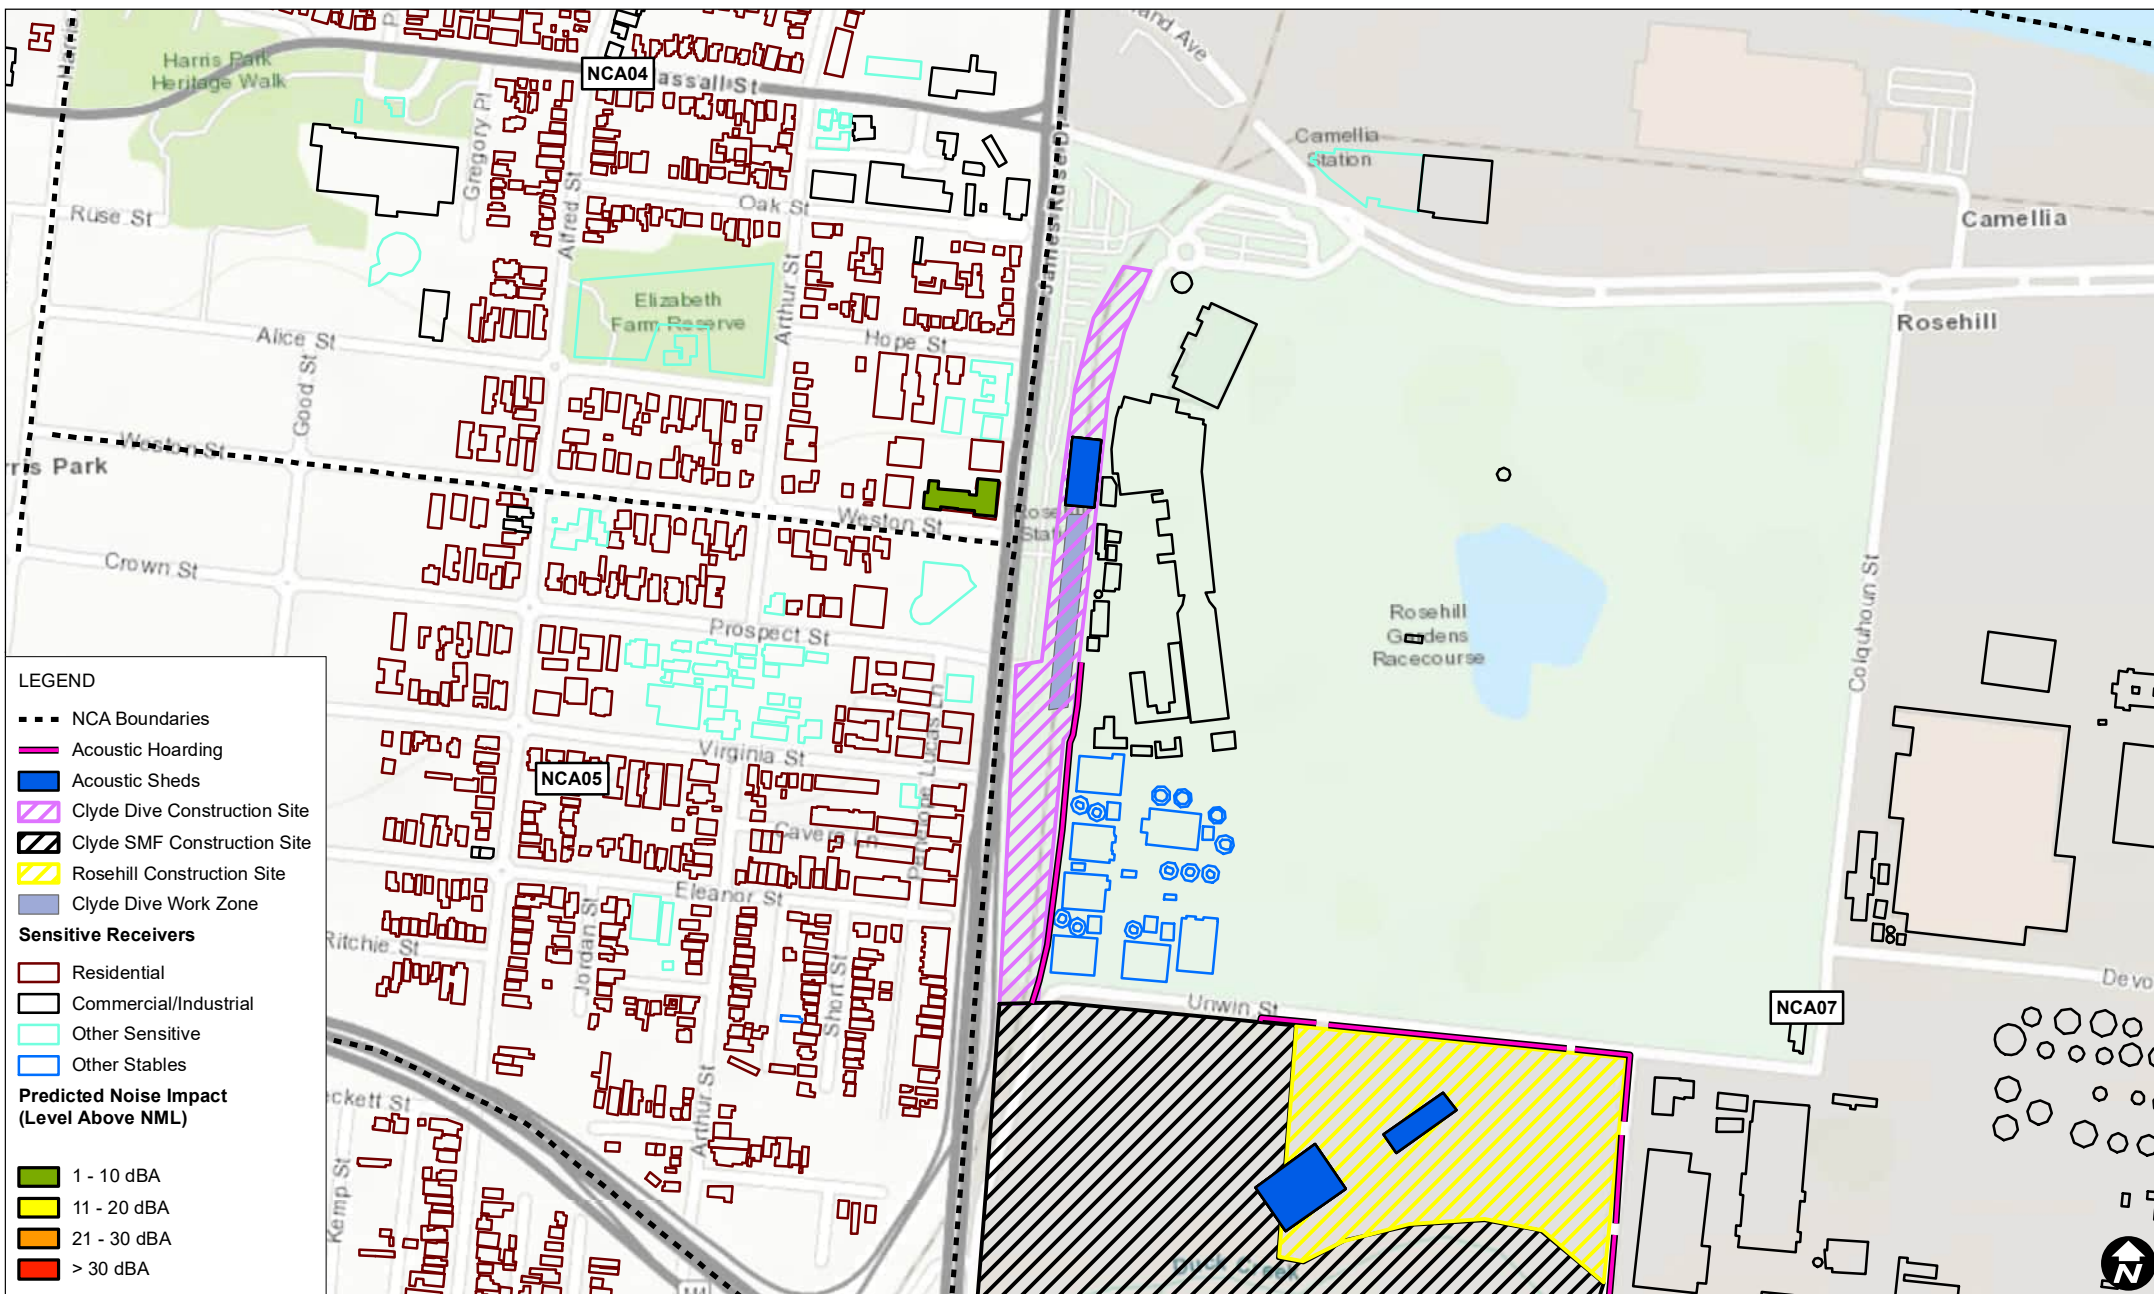 Harris Park
Heritage Walk
NCA04
Gregory Pl
Ruse St
Alfred St
Oak St
Camellia
Station
Camellia
Elizabeth
Farm Reserve
Arthur St
Hope St
Rosehill
Alice St
Good St
Weston St
Weston St
Crown St
Prospect St
Rosehill
Gardens
Racecourse
Colquhoun St
Virginia St
NCA05
Penelope Lucas Ln
Eleanor St
Ritchie St
Jordan St
Short St
Unwin St
NCA07
Arthur St
Kemp St
Duck Creek
LEGEND
NCA Boundaries
Acoustic Hoarding
Acoustic Sheds
Clyde Dive Construction Site
Clyde SMF Construction Site
Rosehill Construction Site
Clyde Dive Work Zone
Sensitive Receivers
Residential
Commercial/Industrial
Other Sensitive
Other Stables
Predicted Noise Impact
(Level Above NML)
1 - 10 dBA
11 - 20 dBA
21 - 30 dBA
> 30 dBA
N